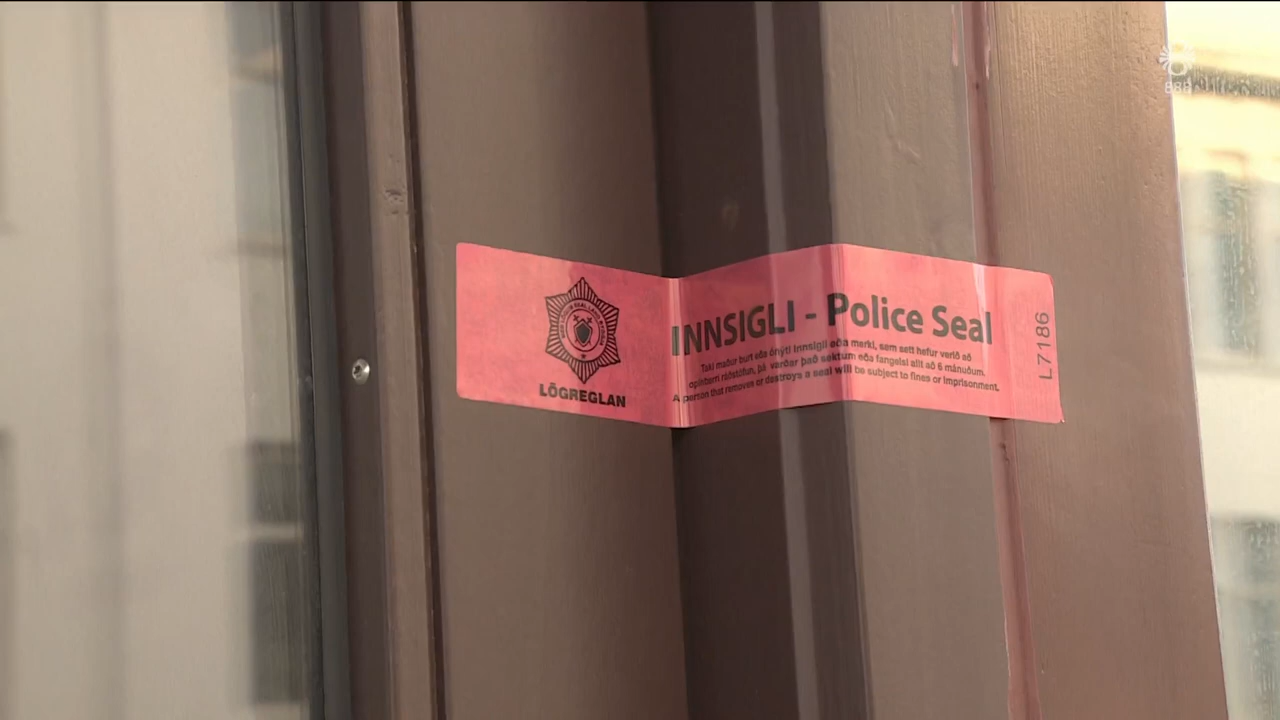 INNSIGLI - Police Seal
Taki maður burt eða ónýti innsigli eða merki, sem sett hefur verið að
opinberri ráðstöfun, þá varðar það sektum eða fangelsi allt að 6 mánuðum.
A person that removes or destroys a seal will be subject to fines or imprisonment.
LÖGREGLAN
L7186